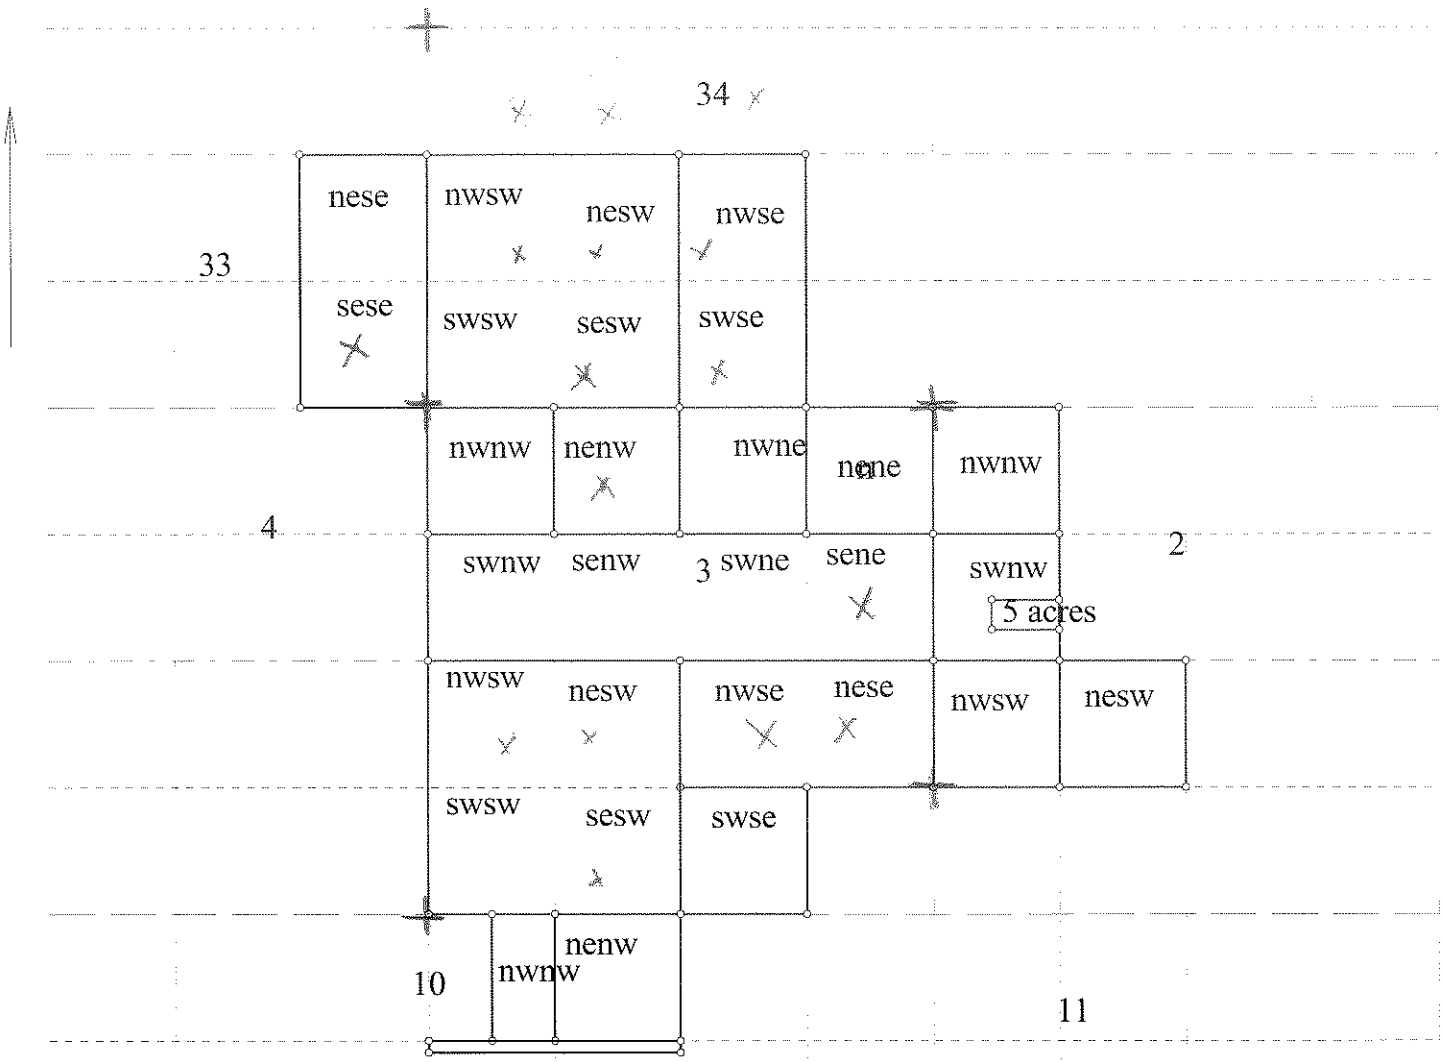 34
nese nwsw nesw nwse
33
sese swsw sesw swse
nwnw nenw nwne nene nwnw
4 2
swnw senw 3 swne sene swnw
5 acres
nwsw nesw nwse nese nwsw nesw
swsw sesw swse
nenw
nwnw
10 11